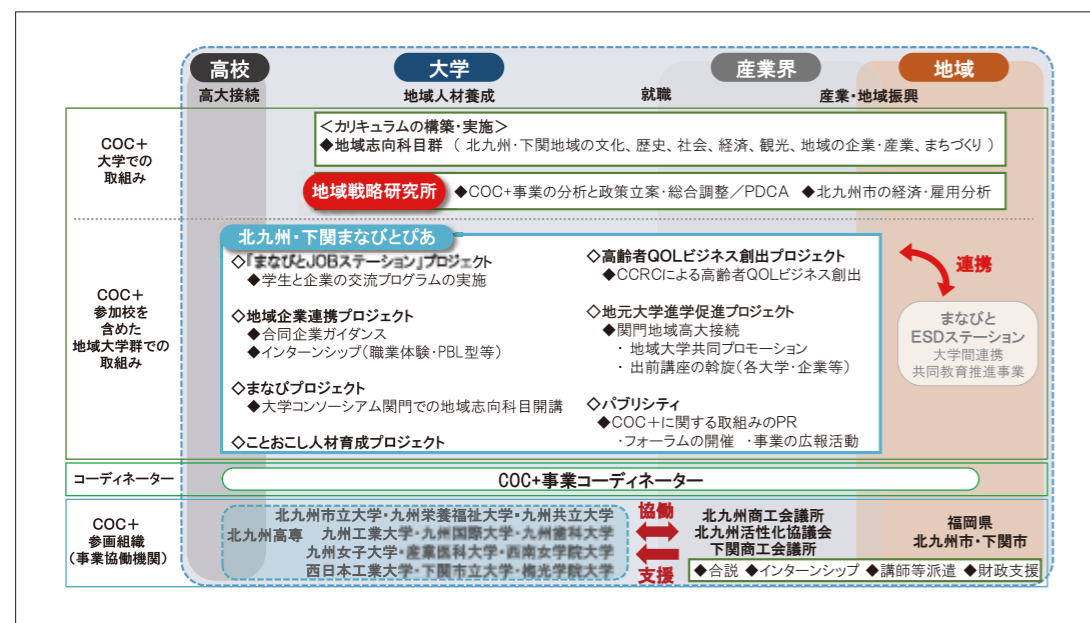 高校
大学
産業界
地域
高大接続
地域人材養成
就職
産業・地域振興
COC+
大学での
取組み
<カリキュラムの構築・実施>
◆地域志向科目群 ( 北九州・下関地域の文化、歴史、社会、経済、観光、地域の企業・産業、まちづくり )
地域戦略研究所
◆COC+事業の分析と政策立案・総合調整／PDCA ◆北九州市の経済・雇用分析
COC+
参加校を
含めた
地域大学群での
取組み
北九州・下関まなびとぴあ
◇「まなびとJOBステーション」プロジェクト
◆学生と企業の交流プログラムの実施
◇地域企業連携プロジェクト
◆合同企業ガイダンス
◆インターンシップ(職業体験・PBL型等)
◇まなびプロジェクト
◆大学コンソーシアム関門での地域志向科目開講
◇ことおこし人材育成プロジェクト
◇高齢者QOLビジネス創出プロジェクト
◆CCRCによる高齢者QOLビジネス創出
◇地元大学進学促進プロジェクト
◆関門地域高大接続
・ 地域大学共同プロモーション
・ 出前講座の斡旋(各大学・企業等)
◇パブリシティ
◆COC+に関する取組みのPR
・フォーラムの開催 ・事業の広報活動
連携
まなびと
ESDステーション
大学間連携
共同教育推進事業
コーディネーター
COC+事業コーディネーター
COC+
参画組織
(事業協働機関)
北九州高専
北九州市立大学・九州栄養福祉大学・九州共立大学
九州工業大学・九州国際大学・九州歯科大学
九州女子大学・産業医科大学・西南女学院大学
西日本工業大学・下関市立大学・梅光学院大学
協働
支援
北九州商工会議所
北九州活性化協議会
下関商工会議所
福岡県
北九州市・下関市
◆合説 ◆インターンシップ ◆講師等派遣 ◆財政支援